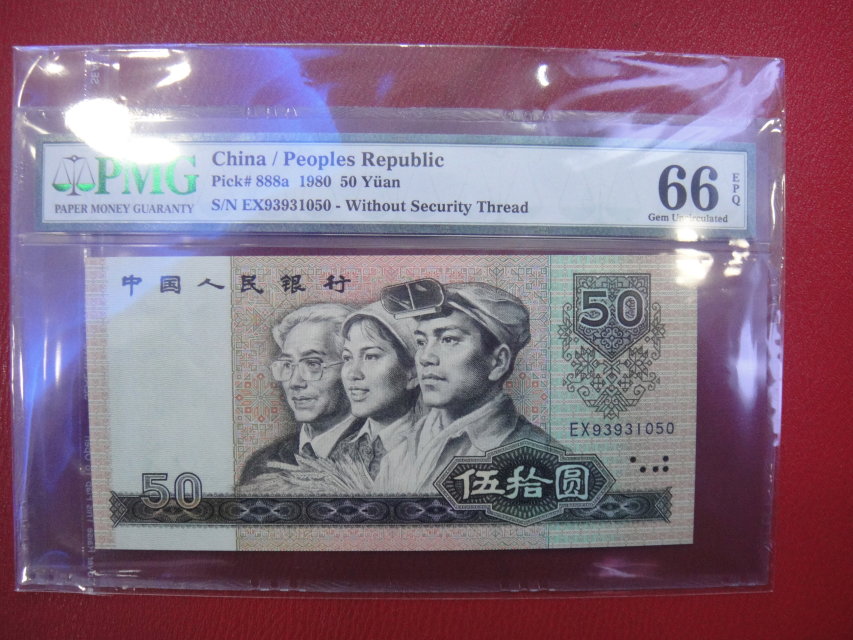 PMG
PAPER MONEY GUARANTY
China / Peoples Republic
Pick# 888a 1980 50 Yüan
S/N EX93931050 - Without Security Thread
66
EPQ
Gem Uncirculated
中国人民银行
50
EX93931050
50
伍拾圆